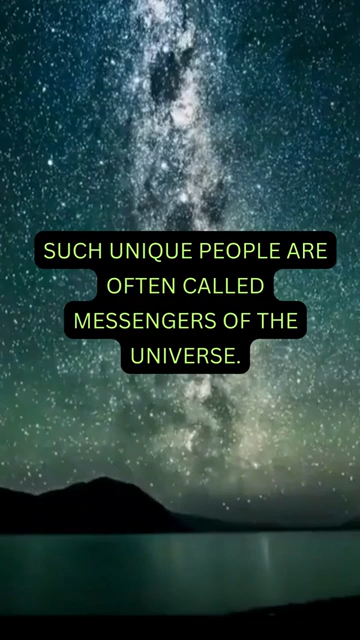 SUCH UNIQUE PEOPLE ARE
OFTEN CALLED
MESSENGERS OF THE
UNIVERSE.